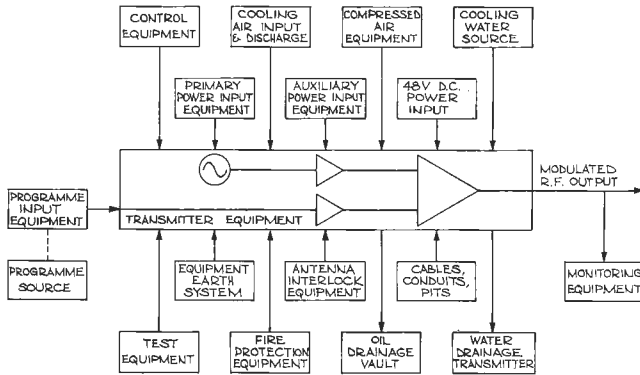 CONTROL
EQUIPMENT
COOLING
AIR INPUT
& DISCHARGE
COMPRESSED
AIR
EQUIPMENT
COOLING
WATER
SOURCE
PRIMARY
POWER INPUT
EQUIPMENT
AUXILIARY
POWER INPUT
EQUIPMENT
48V D.C.
POWER
INPUT
MODULATED
R.F. OUTPUT
PROGRAMME
INPUT
EQUIPMENT
TRANSMITTER EQUIPMENT
PROGRAMME
SOURCE
EQUIPMENT
EARTH
SYSTEM
ANTENNA
INTERLOCK
EQUIPMENT
CABLES,
CONDUITS,
PITS
MONITORING
EQUIPMENT
TEST
EQUIPMENT
FIRE
PROTECTION
EQUIPMENT
OIL
DRAINAGE
VAULT
WATER
DRAINAGE
TRANSMITTER